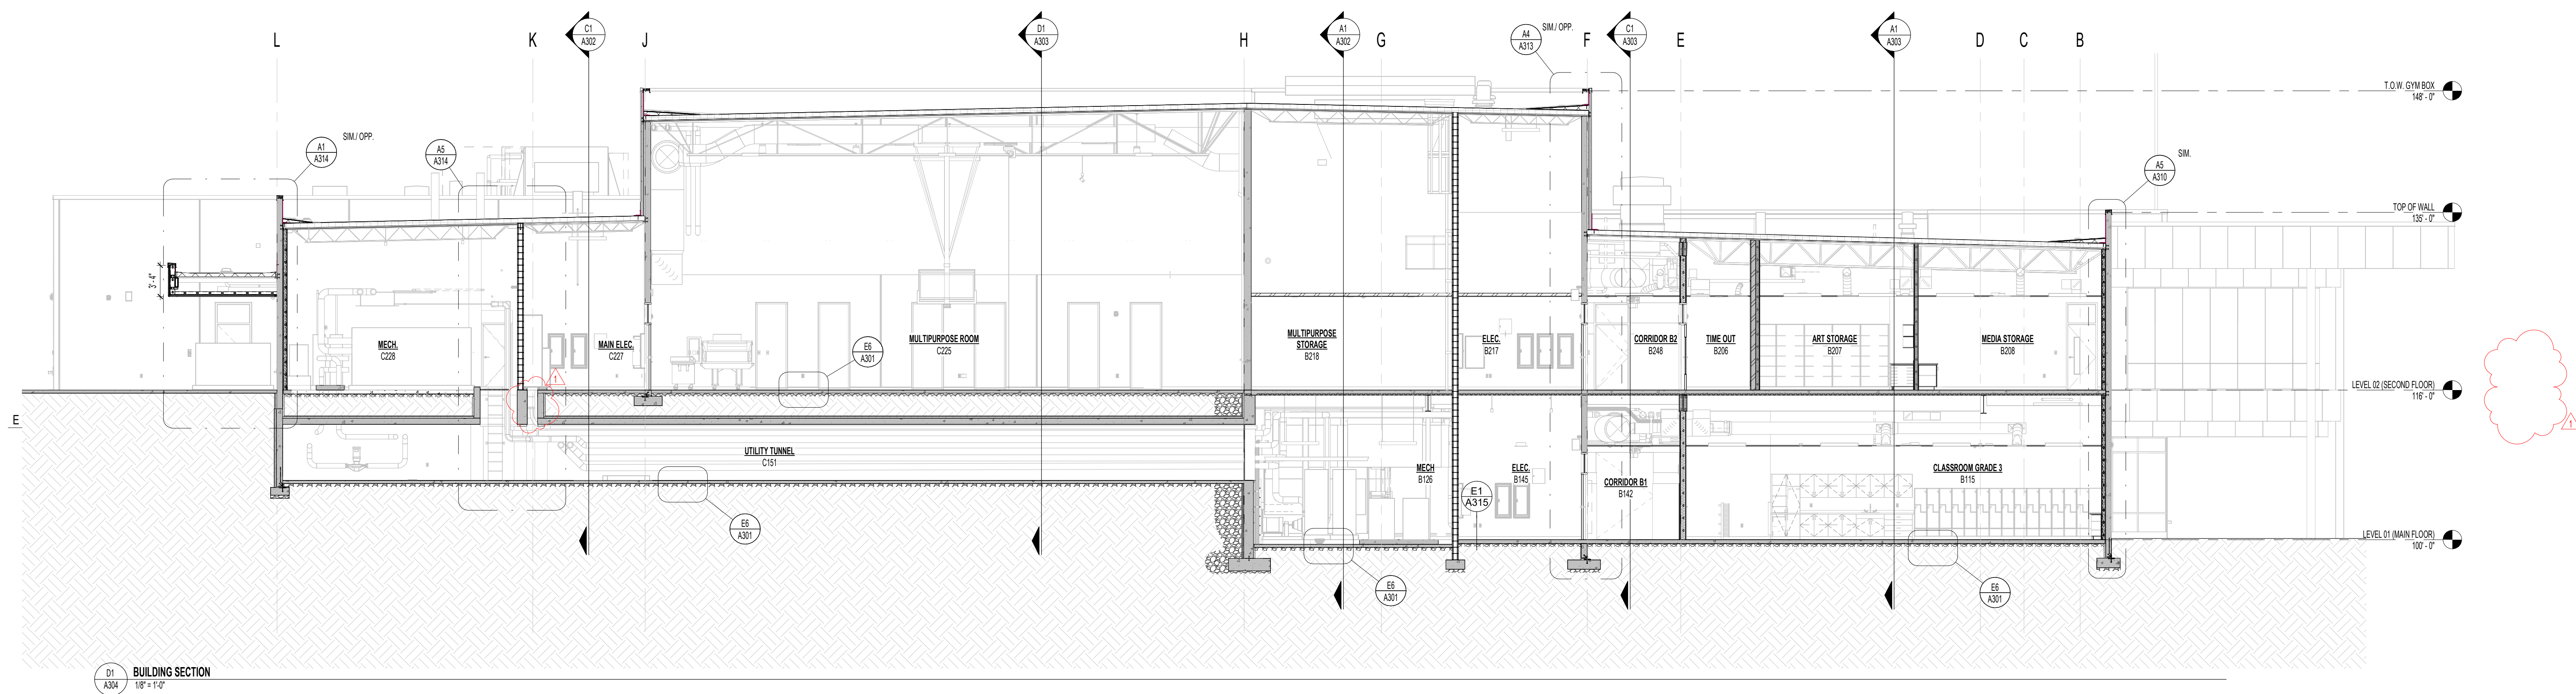 C1
A302
D1
A303
A1
A302
A4
A313
SIM./ OPP.
C1
A303
A1
A303
L
K
J
H
G
F
E
D
C
B
T.O.W. GYM BOX
148' - 0"
A1
A314
SIM./ OPP.
A5
A314
A5
A310
SIM.
TOP OF WALL
135' - 0"
3' - 4"
MECH.
C228
MAIN ELEC.
C227
MULTIPURPOSE ROOM
C225
E6
A301
MULTIPURPOSE
STORAGE
B218
ELEC.
B217
CORRIDOR B2
B248
TIME OUT
B206
ART STORAGE
B207
MEDIA STORAGE
B208
1
LEVEL 02 (SECOND FLOOR)
116' - 0"
E
1
UTILITY TUNNEL
C151
MECH
B126
ELEC.
B145
CORRIDOR B1
B142
CLASSROOM GRADE 3
B115
E1
A315
E6
A301
LEVEL 01 (MAIN FLOOR)
100' - 0"
E6
A301
E6
A301
D1
A304
BUILDING SECTION
1/8" = 1'-0"